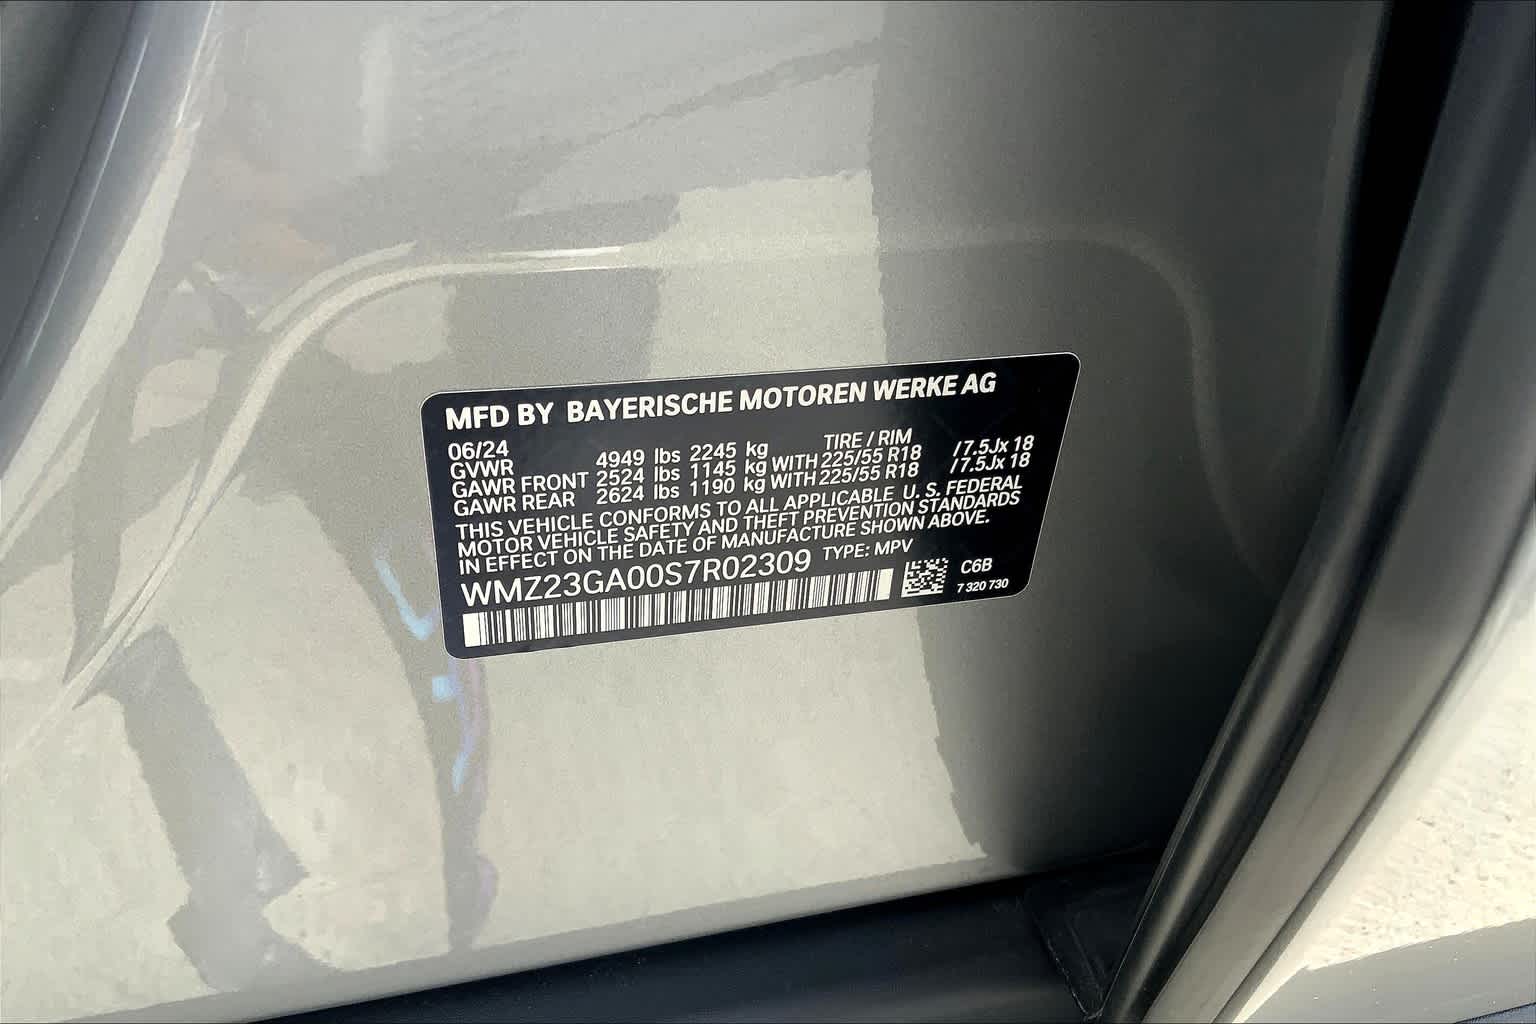 MFD BY BAYERISCHE MOTOREN WERKE AG
06/24 TIRE / RIM
GVWR 4949 lbs 2245 kg
GAWR FRONT 2524 lbs 1145 kg WITH 225/55 R18 /7.5Jx 18
GAWR REAR 2624 lbs 1190 kg WITH 225/55 R18 /7.5Jx 18
THIS VEHICLE CONFORMS TO ALL APPLICABLE U. S. FEDERAL
MOTOR VEHICLE SAFETY AND THEFT PREVENTION STANDARDS
IN EFFECT ON THE DATE OF MANUFACTURE SHOWN ABOVE.
WMZ23GA00S7R02309 TYPE: MPV
C6B
7 320 730